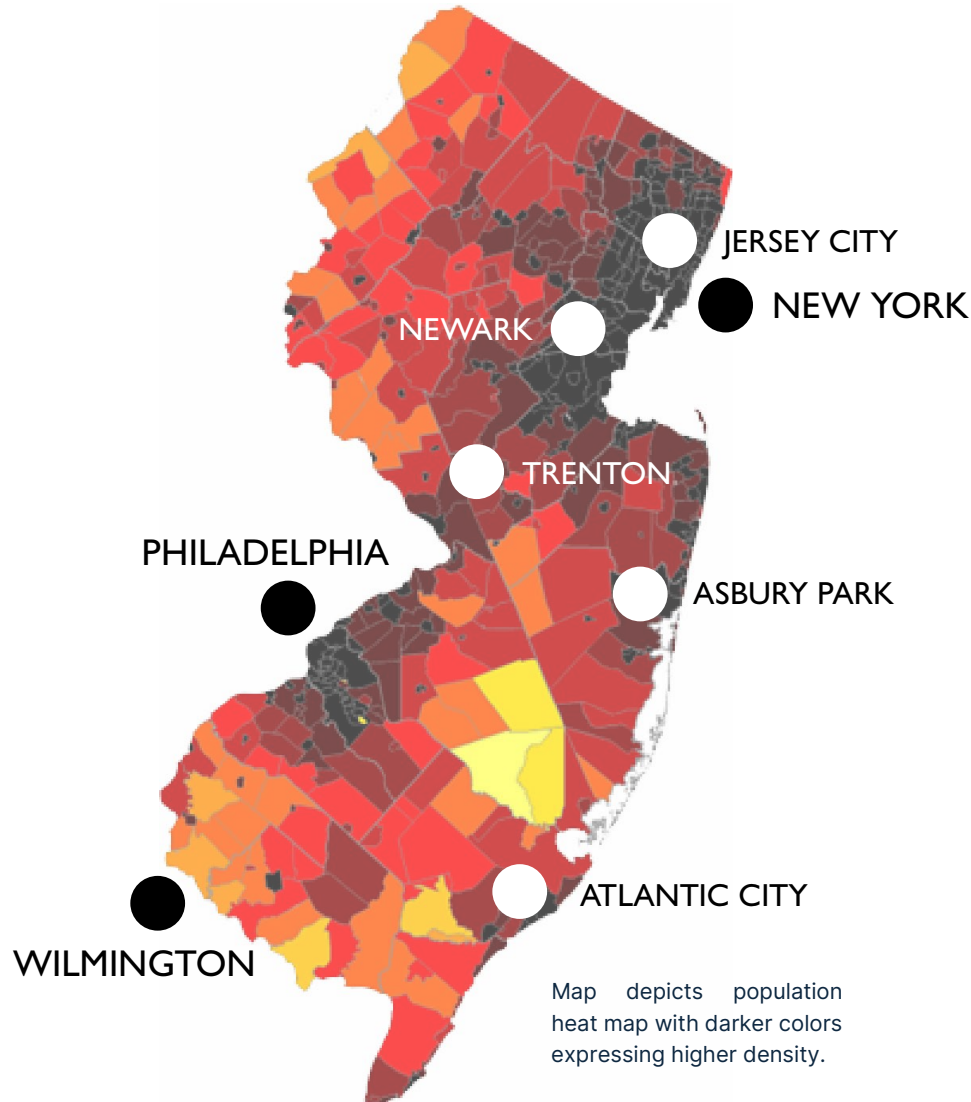 JERSEY CITY
NEW YORK
NEWARK
TRENTON
PHILADELPHIA
ASBURY PARK
ATLANTIC CITY
WILMINGTON
Map depicts population
heat map with darker colors
expressing higher density.